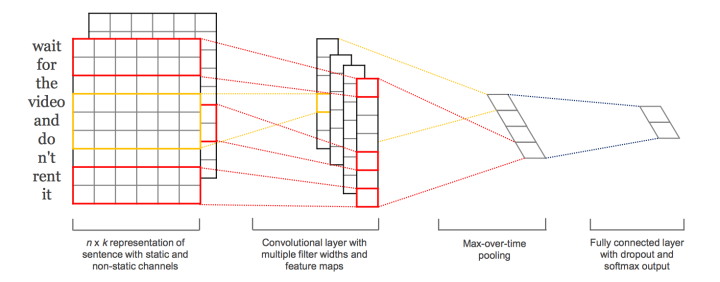 wait
for
the
video
and
do
n't
rent
it
n x k representation of
sentence with static and
non-static channels
Convolutional layer with
multiple filter widths and
feature maps
Max-over-time
pooling
Fully connected layer
with dropout and
softmax output